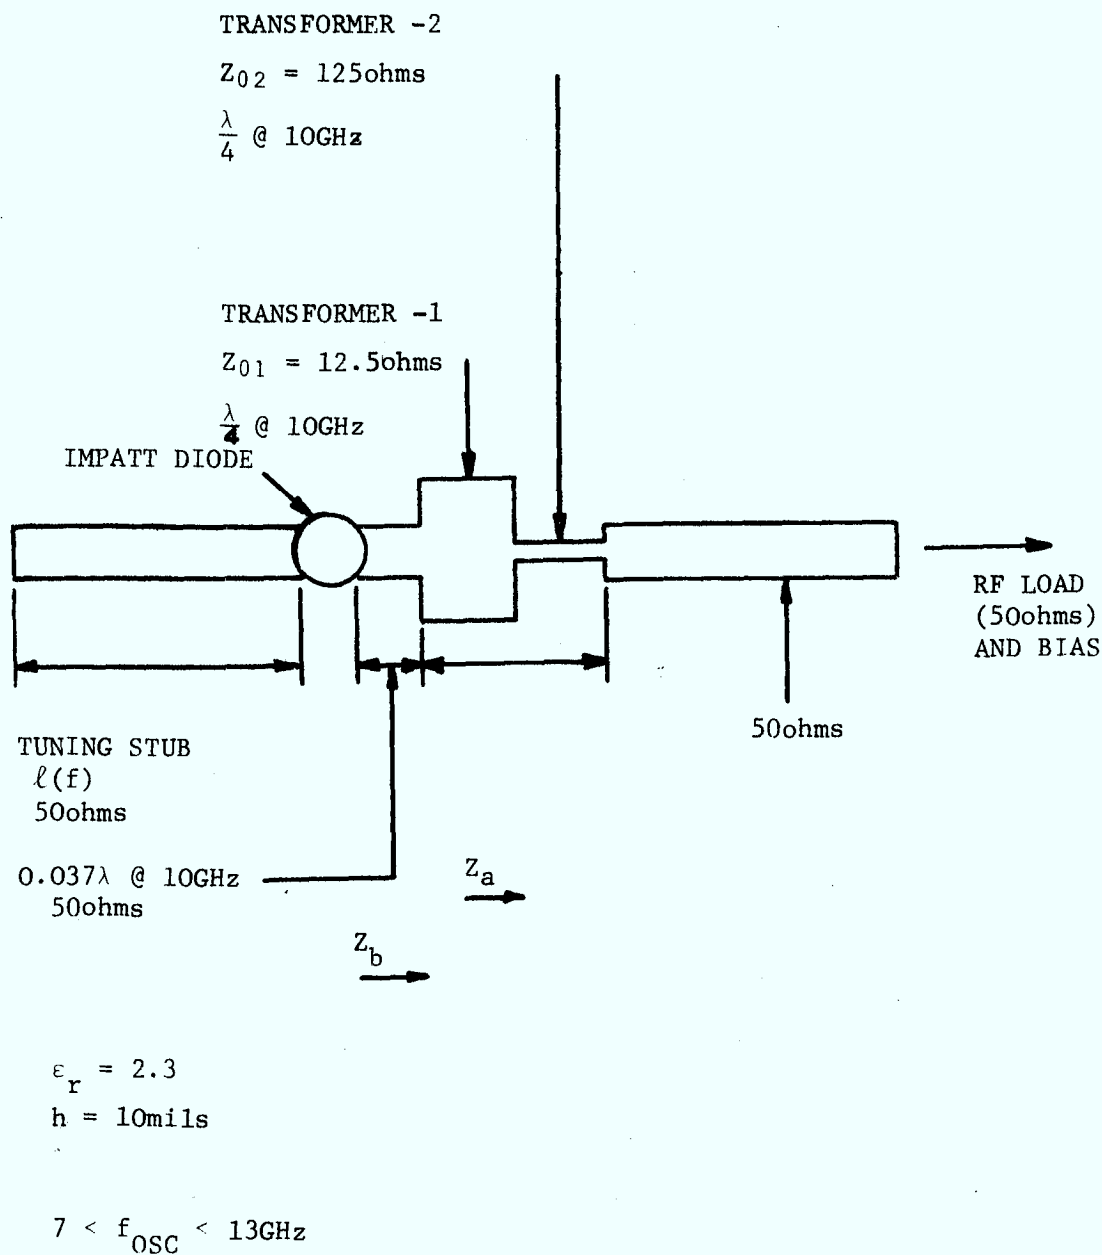 TRANSFORMER -2
Z02 = 125ohms
λ/4 @ 10GHz
TRANSFORMER -1
Z01 = 12.5ohms
λ/4 @ 10GHz
IMPATT DIODE
RF LOAD
(50ohms)
AND BIAS
50ohms
TUNING STUB
ℓ(f)
50ohms
0.037λ @ 10GHz
50ohms
Za
Zb
εr = 2.3
h = 10mils
7 < fOSC < 13GHz